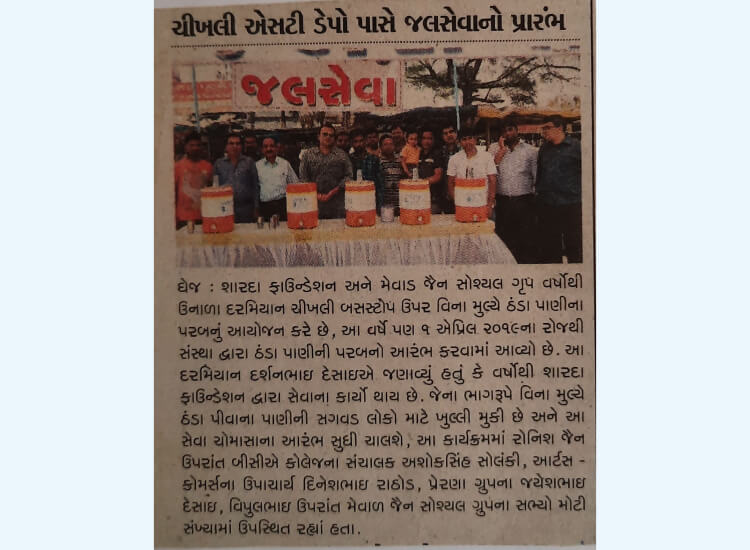 ચીખલી એસટી ડેપો પાસે જલસેવાનો પ્રારંભ
જલસેવા
ઘેજ : શારદા ફાઉન્ડેશન અને મેવાડ જૈન સોશ્યલ ગૃપ વર્ષોથી
ઉનાળા દરમિયાન ચીખલી બસસ્ટોપ ઉપર વિના મુલ્યે ઠંડા પાણીના
પરબનું આયોજન કરે છે, આ વર્ષે પણ ૧ એપ્રિલ ૨૦૧૯ના રોજથી
સંસ્થા દ્વારા ઠંડા પાણીની પરબનો આરંભ કરવામાં આવ્યો છે. આ
દરમિયાન દર્શનભાઇ દેસાઇએ જણાવ્યું હતું કે વર્ષોથી શારદા
ફાઉન્ડેશન દ્વારા સેવાના કાર્યો થાય છે. જેના ભાગરૂપે વિના મુલ્યે
ઠંડા પીવાના પાણીની સગવડ લોકો માટે ખુલ્લી મુકી છે અને આ
સેવા ચોમાસાના આરંભ સુધી ચાલશે, આ કાર્યક્રમમાં રોનિશ જૈન
ઉપરાંત બીસીએ કોલેજના સંચાલક અશોકસિંહ સોલંકી, આર્ટસ -
કોમર્સના ઉપાચાર્ય દિનેશભાઇ રાઠોડ, પ્રેરણા ગ્રુપના જયેશભાઇ
દેસાઇ, વિપુલભાઇ ઉપરાંત મેવાળ જૈન સોશ્યલ ગ્રુપના સભ્યો મોટી
સંખ્યામાં ઉપસ્થિત રહ્યાં હતા.